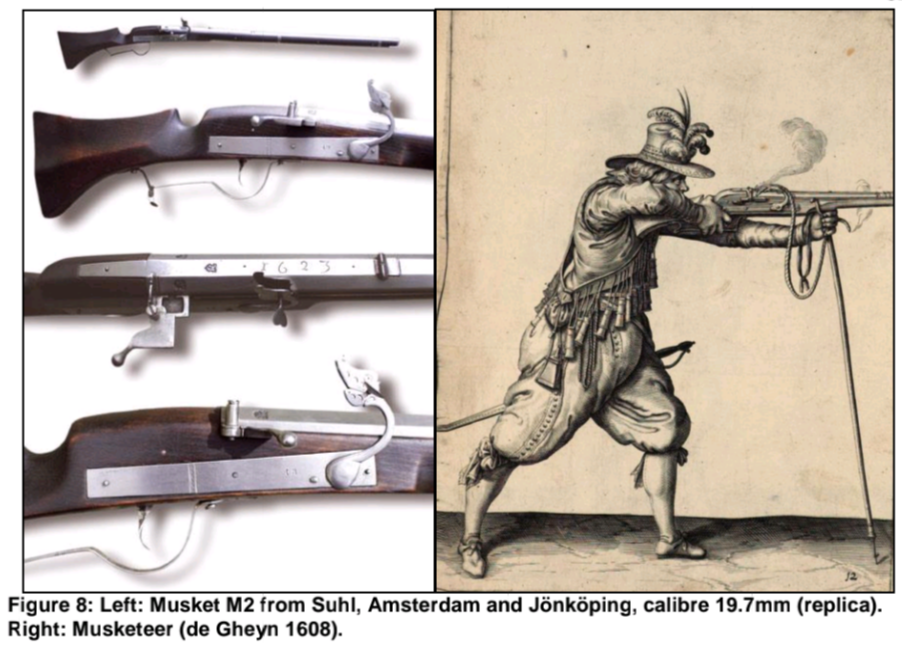 1623
12
Figure 8: Left: Musket M2 from Suhl, Amsterdam and Jönköping, calibre 19.7mm (replica).
Right: Musketeer (de Gheyn 1608).